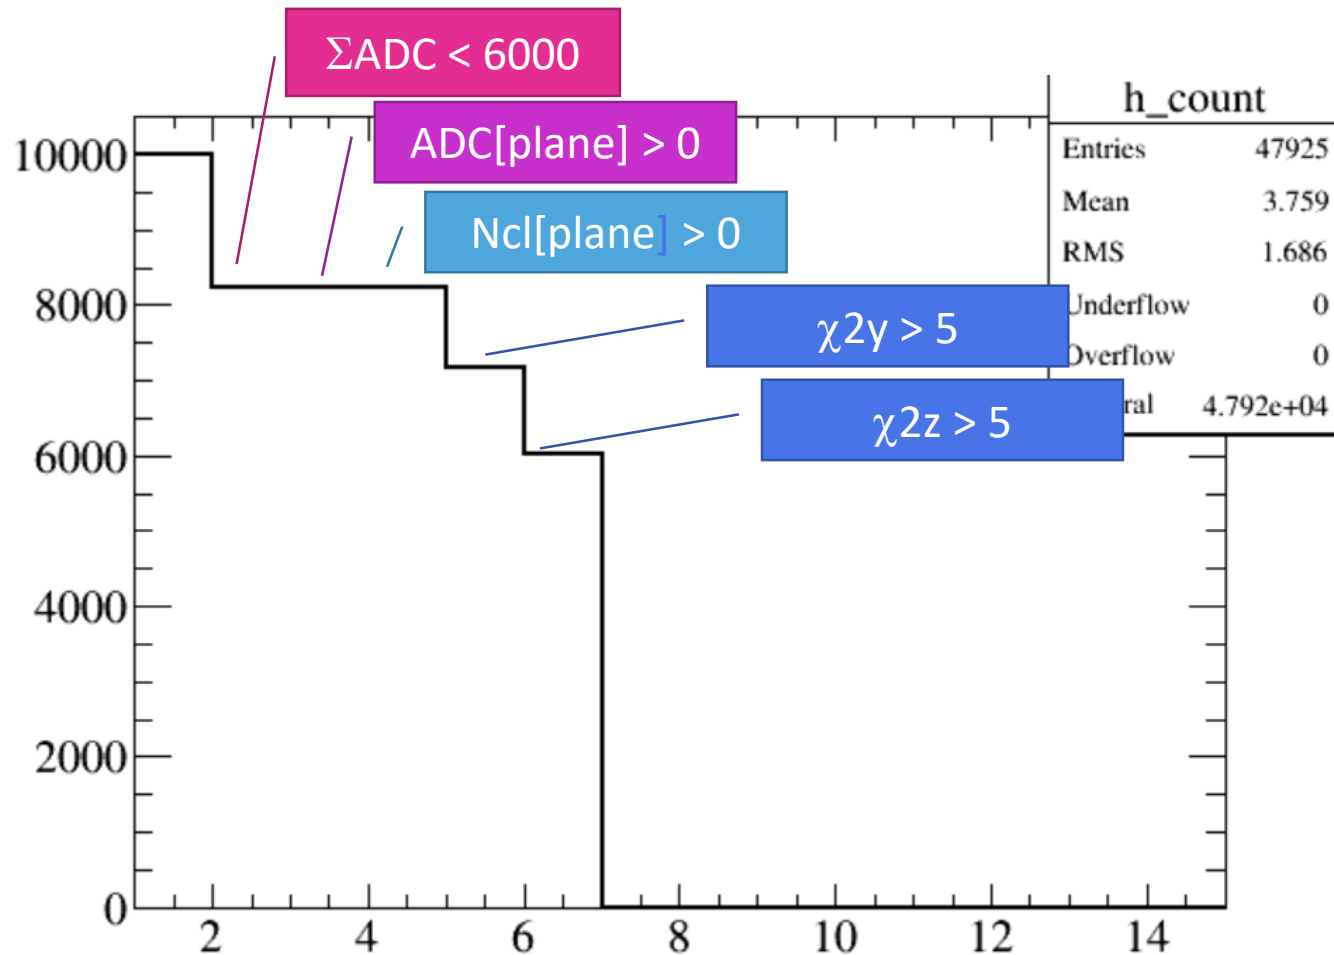 ΣADC < 6000
h_count
ADC[plane] > 0
10000
Entries 47925
Mean 3.759
Ncl[plane] > 0
RMS 1.686
8000
χ2y > 5
Underflow 0
Overflow 0
χ2z > 5
ral 4.792e+04
6000
4000
2000
0
2 4 6 8 10 12 14